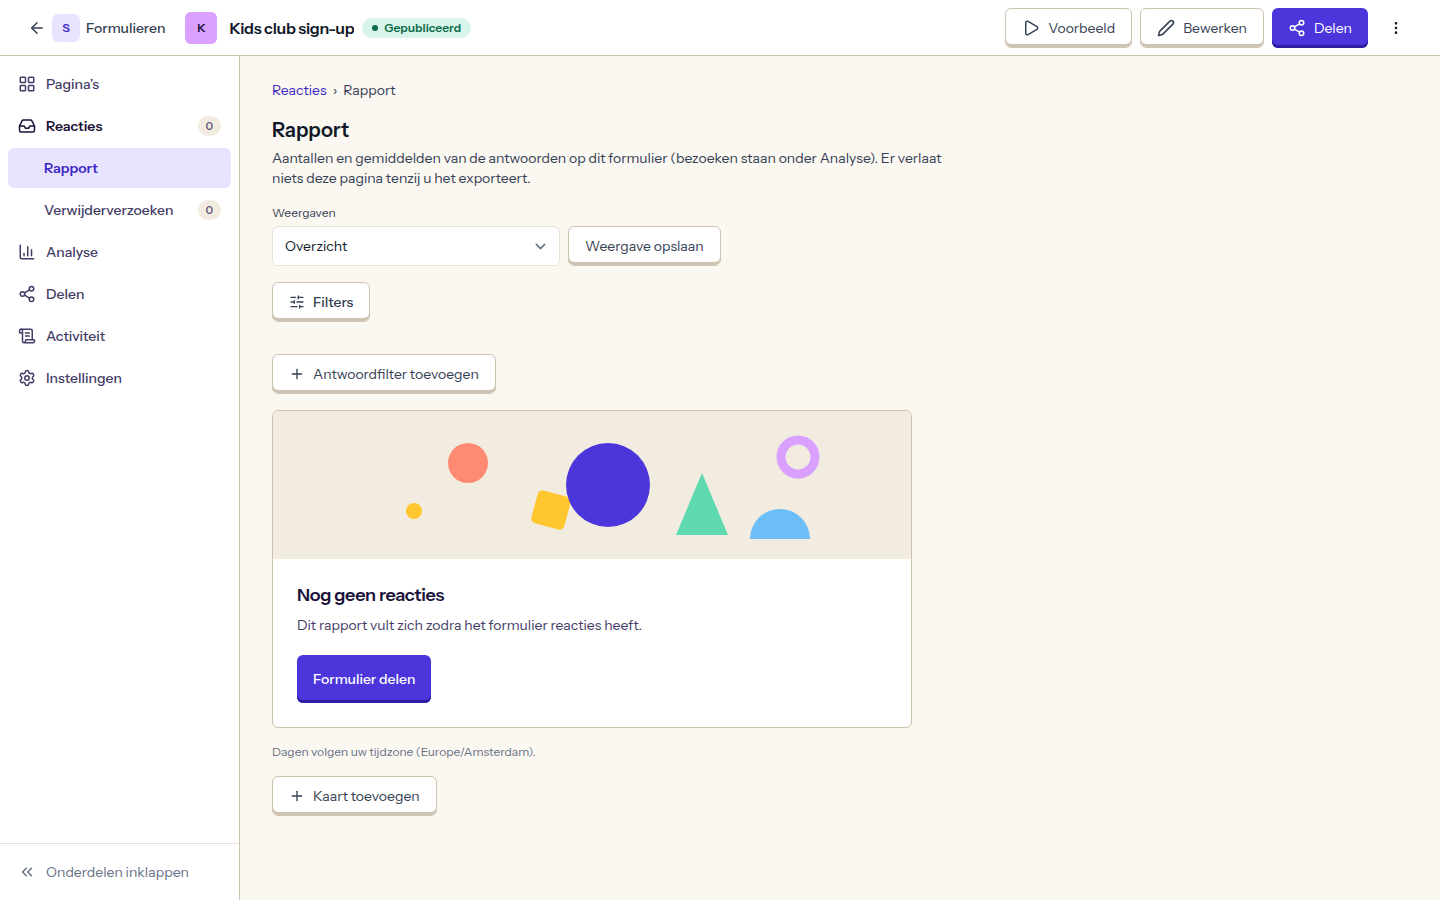 S Formulieren K Kids club sign-up Gepubliceerd Voorbeeld Bewerken Delen
Pagina's
Reacties 0
Rapport
Verwijderverzoeken 0
Analyse
Delen
Activiteit
Instellingen
Onderdelen inklappen
Reacties › Rapport
Rapport
Aantallen en gemiddelden van de antwoorden op dit formulier (bezoeken staan onder Analyse). Er verlaat
niets deze pagina tenzij u het exporteert.
Weergaven
Overzicht Weergave opslaan
Filters
Antwoordfilter toevoegen
Nog geen reacties
Dit rapport vult zich zodra het formulier reacties heeft.
Formulier delen
Dagen volgen uw tijdzone (Europe/Amsterdam).
Kaart toevoegen